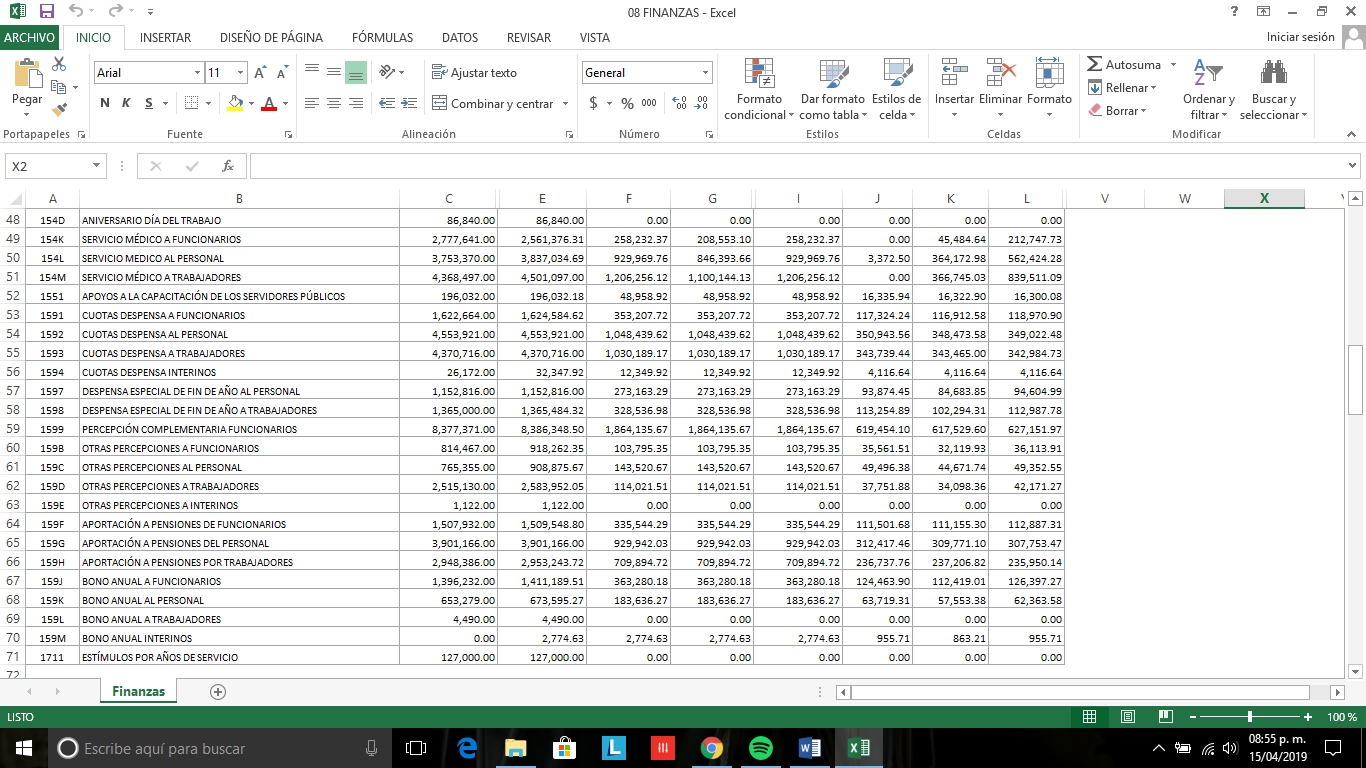 08 FINANZAS - Excel
ARCHIVO INICIO INSERTAR DISEÑO DE PÁGINA FÓRMULAS DATOS REVISAR VISTA Iniciar sesión
Arial 11 Ajustar texto General Autosuma
Pegar N K S Combinar y centrar $ % 000 Formato condicional Dar formato como tabla Estilos de celda Insertar Eliminar Formato Rellenar Borrar Ordenar y filtrar Buscar y seleccionar
Portapapeles Fuente Alineación Número Estilos Celdas Modificar
X2 fx
A B C E F G I J K L V W X
48 154D ANIVERSARIO DÍA DEL TRABAJO 86,840.00 86,840.00 0.00 0.00 0.00 0.00 0.00 0.00
49 154K SERVICIO MÉDICO A FUNCIONARIOS 2,777,641.00 2,561,376.31 258,232.37 208,553.10 258,232.37 0.00 45,484.64 212,747.73
50 154L SERVICIO MEDICO AL PERSONAL 3,753,370.00 3,837,034.69 929,969.76 846,393.66 929,969.76 3,372.50 364,172.98 562,424.28
51 154M SERVICIO MÉDICO A TRABAJADORES 4,368,497.00 4,501,097.00 1,206,256.12 1,100,144.13 1,206,256.12 0.00 366,745.03 839,511.09
52 1551 APOYOS A LA CAPACITACIÓN DE LOS SERVIDORES PÚBLICOS 196,032.00 196,032.18 48,958.92 48,958.92 48,958.92 16,335.94 16,322.90 16,300.08
53 1591 CUOTAS DESPENSA A FUNCIONARIOS 1,622,664.00 1,624,584.62 353,207.72 353,207.72 353,207.72 117,324.24 116,912.58 118,970.90
54 1592 CUOTAS DESPENSA AL PERSONAL 4,553,921.00 4,553,921.00 1,048,439.62 1,048,439.62 1,048,439.62 350,943.56 348,473.58 349,022.48
55 1593 CUOTAS DESPENSA A TRABAJADORES 4,370,716.00 4,370,716.00 1,030,189.17 1,030,189.17 1,030,189.17 343,739.44 343,465.00 342,984.73
56 1594 CUOTAS DESPENSA INTERINOS 26,172.00 32,347.92 12,349.92 12,349.92 12,349.92 4,116.64 4,116.64 4,116.64
57 1597 DESPENSA ESPECIAL DE FIN DE AÑO AL PERSONAL 1,152,816.00 1,152,816.00 273,163.29 273,163.29 273,163.29 93,874.45 84,683.85 94,604.99
58 1598 DESPENSA ESPECIAL DE FIN DE AÑO A TRABAJADORES 1,365,000.00 1,365,484.32 328,536.98 328,536.98 328,536.98 113,254.89 102,294.31 112,987.78
59 1599 PERCEPCIÓN COMPLEMENTARIA FUNCIONARIOS 8,377,371.00 8,386,348.50 1,864,135.67 1,864,135.67 1,864,135.67 619,454.10 617,529.60 627,151.97
60 159B OTRAS PERCEPCIONES A FUNCIONARIOS 814,467.00 918,262.35 103,795.35 103,795.35 103,795.35 35,561.51 32,119.93 36,113.91
61 159C OTRAS PERCEPCIONES AL PERSONAL 765,355.00 908,875.67 143,520.67 143,520.67 143,520.67 49,496.38 44,671.74 49,352.55
62 159D OTRAS PERCEPCIONES A TRABAJADORES 2,515,130.00 2,583,952.05 114,021.51 114,021.51 114,021.51 37,751.88 34,098.36 42,171.27
63 159E OTRAS PERCEPCIONES A INTERINOS 1,122.00 1,122.00 0.00 0.00 0.00 0.00 0.00 0.00
64 159F APORTACIÓN A PENSIONES DE FUNCIONARIOS 1,507,932.00 1,509,548.80 335,544.29 335,544.29 335,544.29 111,501.68 111,155.30 112,887.31
65 159G APORTACIÓN A PENSIONES DEL PERSONAL 3,901,166.00 3,901,166.00 929,942.03 929,942.03 929,942.03 312,417.46 309,771.10 307,753.47
66 159H APORTACIÓN A PENSIONES POR TRABAJADORES 2,948,386.00 2,953,243.72 709,894.72 709,894.72 709,894.72 236,737.76 237,206.82 235,950.14
67 159J BONO ANUAL A FUNCIONARIOS 1,396,232.00 1,411,189.51 363,280.18 363,280.18 363,280.18 124,463.90 112,419.01 126,397.27
68 159K BONO ANUAL AL PERSONAL 653,279.00 673,595.27 183,636.27 183,636.27 183,636.27 63,719.31 57,553.38 62,363.58
69 159L BONO ANUAL A TRABAJADORES 4,490.00 4,490.00 0.00 0.00 0.00 0.00 0.00 0.00
70 159M BONO ANUAL INTERINOS 0.00 2,774.63 2,774.63 2,774.63 2,774.63 955.71 863.21 955.71
71 1711 ESTÍMULOS POR AÑOS DE SERVICIO 127,000.00 127,000.00 0.00 0.00 0.00 0.00 0.00 0.00
72
Finanzas
LISTO 100 %
Escribe aquí para buscar 08:55 p. m.
15/04/2019